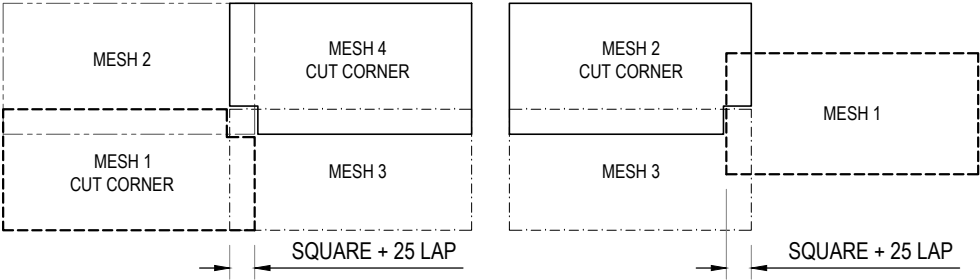 MESH 2
MESH 4
CUT CORNER
MESH 1
CUT CORNER
MESH 3
SQUARE + 25 LAP
MESH 2
CUT CORNER
MESH 1
MESH 3
SQUARE + 25 LAP